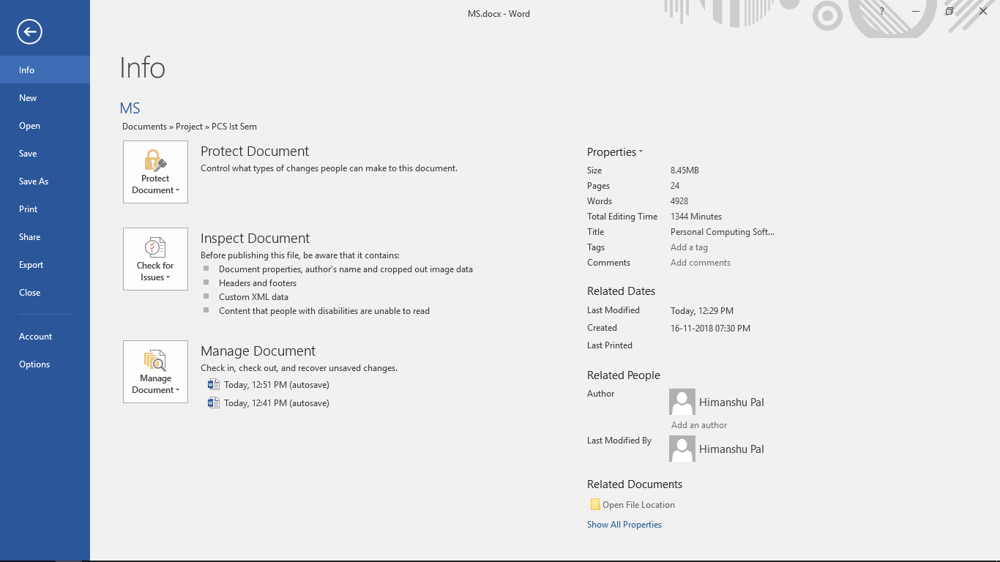 MS.docx - Word
?
Info
New
Open
Save
Save As
Print
Share
Export
Close
Account
Options
Info
MS
Documents » Project » PCS Ist Sem
Protect Document
Protect Document
Control what types of changes people can make to this document.
Check for Issues
Inspect Document
Before publishing this file, be aware that it contains:
Document properties, author's name and cropped out image data
Headers and footers
Custom XML data
Content that people with disabilities are unable to read
Manage Document
Manage Document
Check in, check out, and recover unsaved changes.
Today, 12:51 PM (autosave)
Today, 12:41 PM (autosave)
Properties
Size 8.45MB
Pages 24
Words 4928
Total Editing Time 1344 Minutes
Title Personal Computing Soft...
Tags Add a tag
Comments Add comments
Related Dates
Last Modified Today, 12:29 PM
Created 16-11-2018 07:30 PM
Last Printed
Related People
Author Himanshu Pal
Add an author
Last Modified By Himanshu Pal
Related Documents
Open File Location
Show All Properties